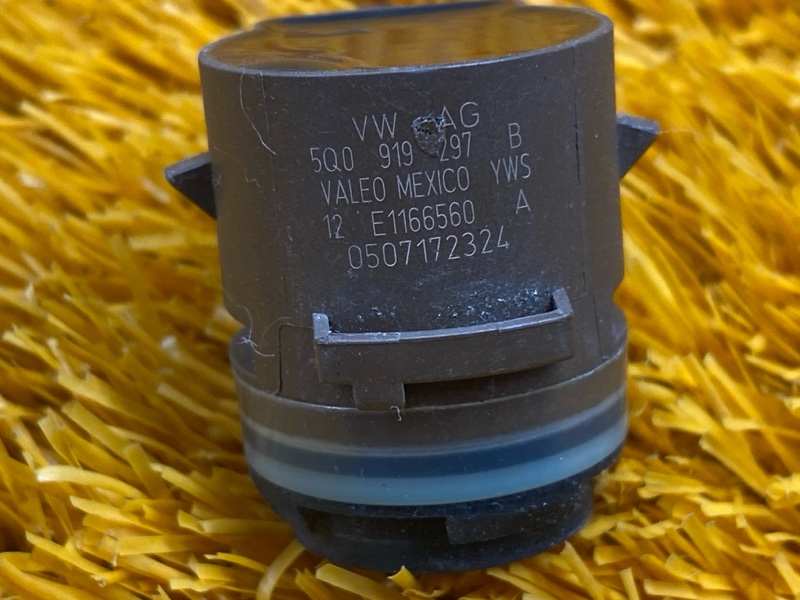 VW AG
5Q0 919 297 B
VALEO MEXICO YWS
12 E1166560 A
0507172324